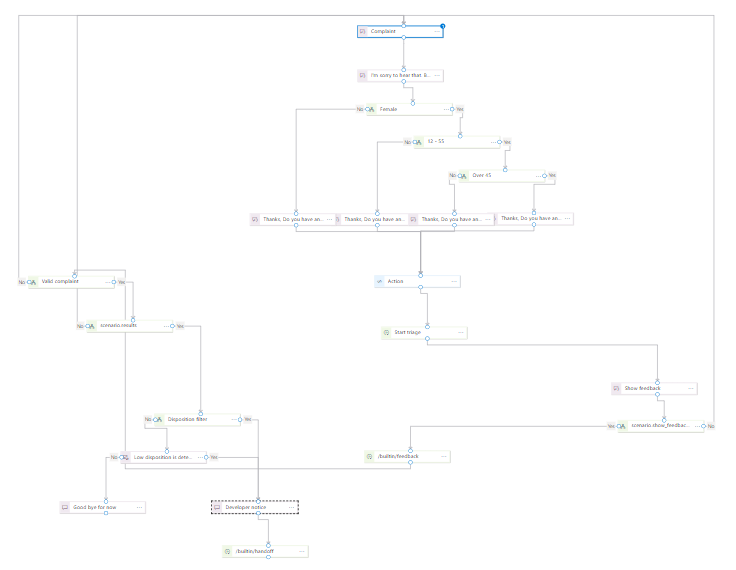 Complaint
I'm sorry to hear that. B...
No
Female
Yes
No
12 - 55
Yes
No
Over 45
Yes
Thanks, Do you have an...
Thanks, Do you have an...
Thanks, Do you have an...
Thanks, Do you have an...
No
Valid complaint
Yes
Action
No
scenario.results
Yes
Start triage
Show feedback
No
Disposition filter
Yes
Yes
scenario.show_feedbac...
No
No
Low disposition is dete...
Yes
/builtin/feedback
Good bye for now
Developer notice
/builtin/handoff